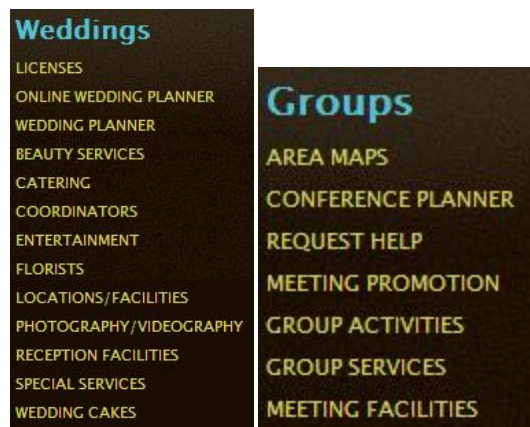 Weddings
LICENSES
ONLINE WEDDING PLANNER
WEDDING PLANNER
BEAUTY SERVICES
CATERING
COORDINATORS
ENTERTAINMENT
FLORISTS
LOCATIONS/FACILITIES
PHOTOGRAPHY/VIDEOGRAPHY
RECEPTION FACILITIES
SPECIAL SERVICES
WEDDING CAKES
Groups
AREA MAPS
CONFERENCE PLANNER
REQUEST HELP
MEETING PROMOTION
GROUP ACTIVITIES
GROUP SERVICES
MEETING FACILITIES